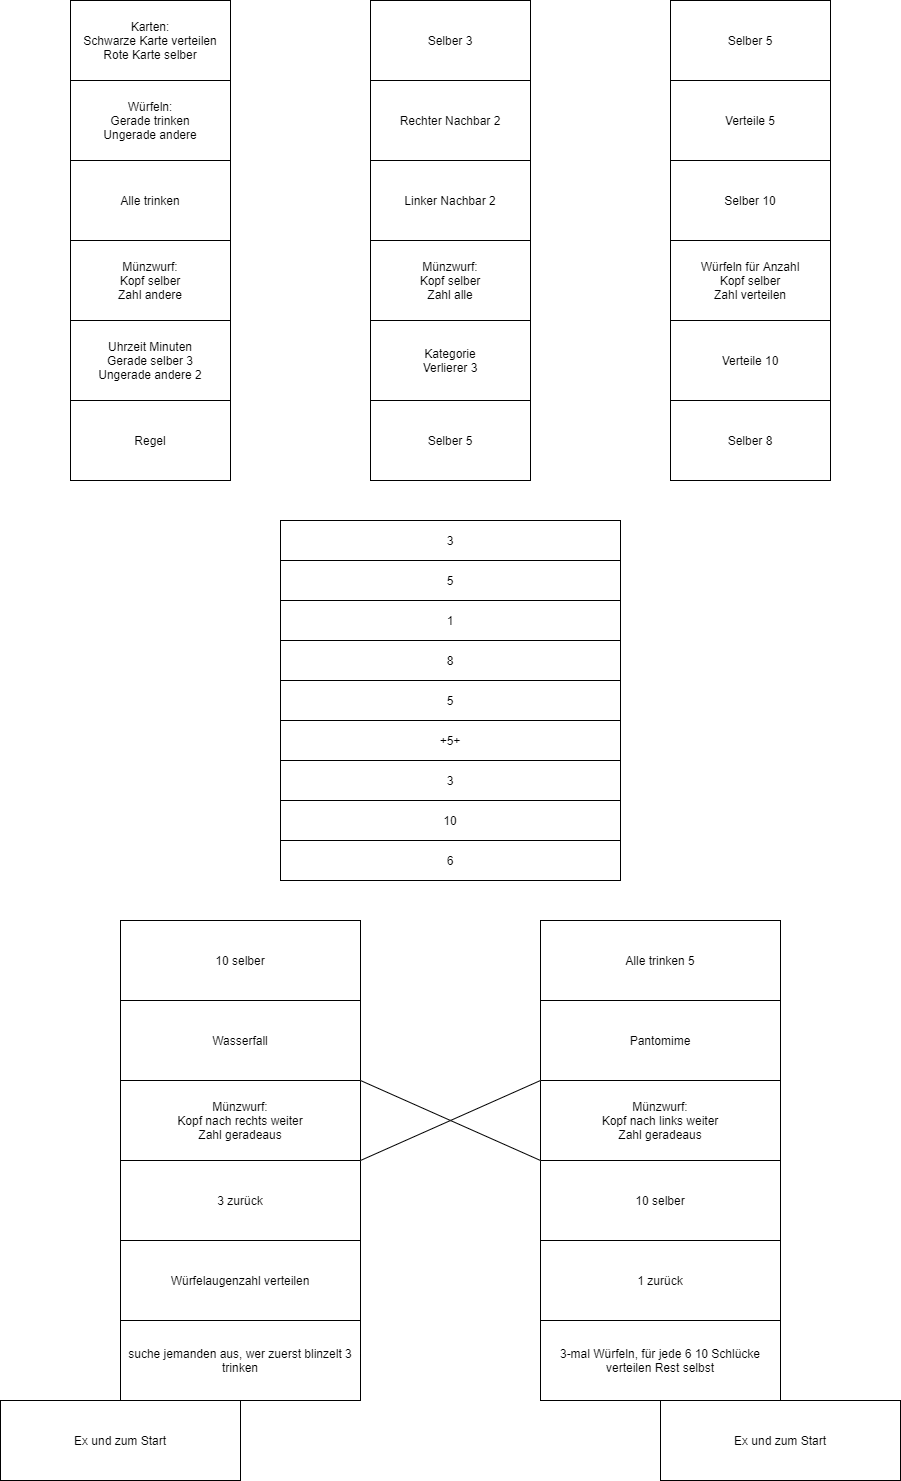 Karten:
Schwarze Karte verteilen
Rote Karte selber
Würfeln:
Gerade trinken
Ungerade andere
Alle trinken
Münzwurf:
Kopf selber
Zahl andere
Uhrzeit Minuten
Gerade selber 3
Ungerade andere 2
Regel
Selber 3
Rechter Nachbar 2
Linker Nachbar 2
Münzwurf:
Kopf selber
Zahl alle
Kategorie
Verlierer 3
Selber 5
Selber 5
Verteile 5
Selber 10
Würfeln für Anzahl
Kopf selber
Zahl verteilen
Verteile 10
Selber 8
3
5
1
8
5
+5+
3
10
6
10 selber
Wasserfall
Münzwurf:
Kopf nach rechts weiter
Zahl geradeaus
3 zurück
Würfelaugenzahl verteilen
suche jemanden aus, wer zuerst blinzelt 3
trinken
Ex und zum Start
Alle trinken 5
Pantomime
Münzwurf:
Kopf nach links weiter
Zahl geradeaus
10 selber
1 zurück
3-mal Würfeln, für jede 6 10 Schlücke
verteilen Rest selbst
Ex und zum Start